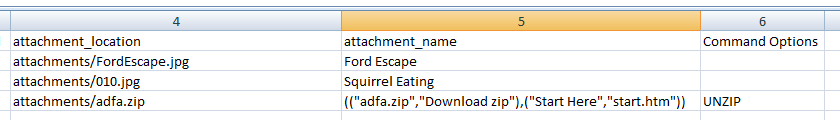 4 5 6
attachment_location attachment_name Command Options
attachments/FordEscape.jpg Ford Escape
attachments/010.jpg Squirrel Eating
attachments/adfa.zip (("adfa.zip","Download zip"),("Start Here","start.htm")) UNZIP